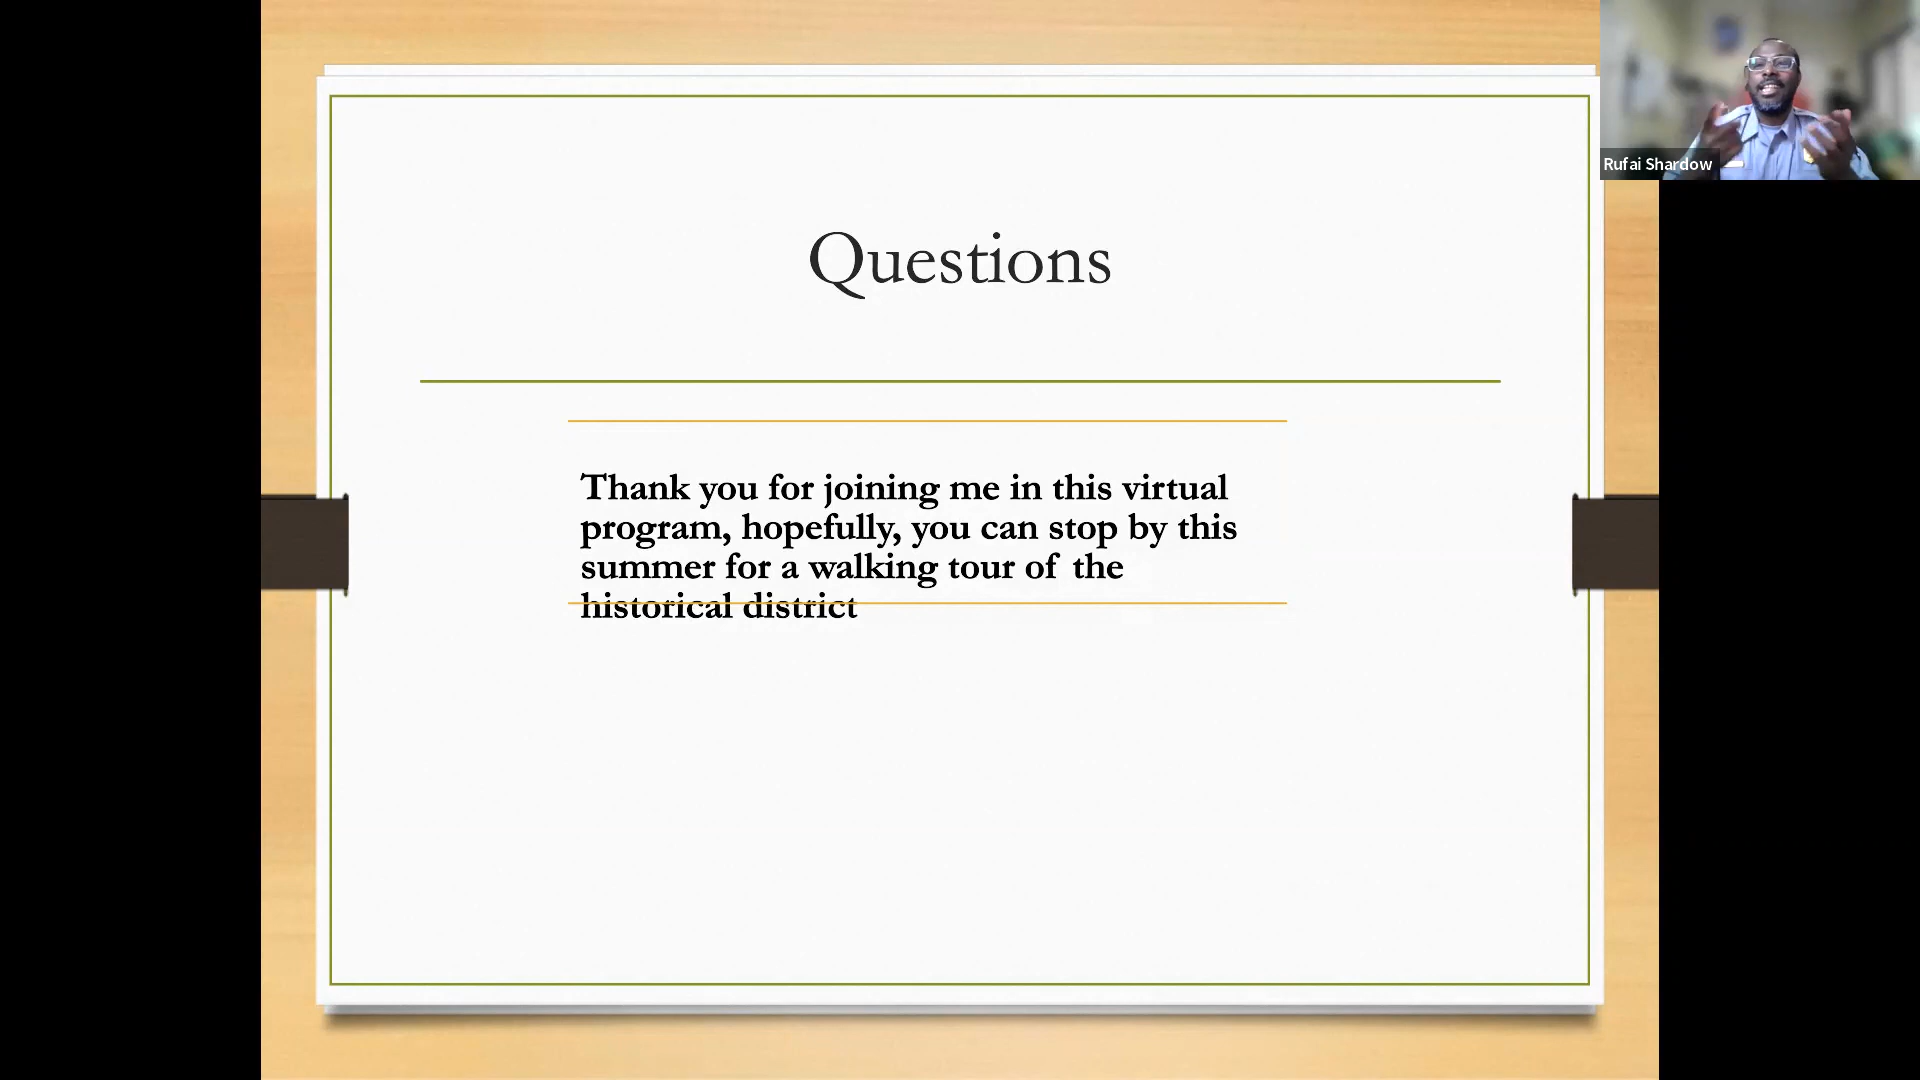 Rufai Shardow
Questions
Thank you for joining me in this virtual
program, hopefully, you can stop by this
summer for a walking tour of the
historical district